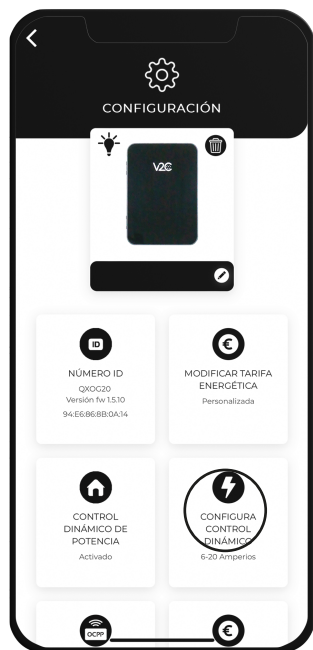 CONFIGURACIÓN
V2C
NÚMERO ID
QXOG20
Versión fw 1.5.10
94:E6:86:8B:0A:14
MODIFICAR TARIFA
ENERGÉTICA
Personalizada
CONTROL
DINÁMICO DE
POTENCIA
Activado
CONFIGURA
CONTROL
DINÁMICO
6-20 Amperios
OCPP